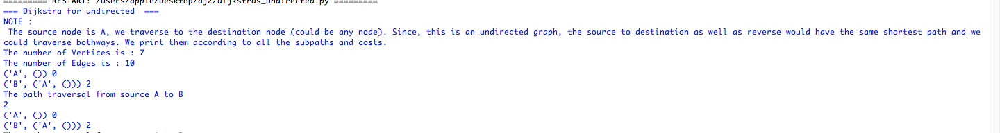 ========= RESTART: /Users/apple/Desktop/dj2/dijkstras_undirected.py =========
=== Dijkstra for undirected  ===
NOTE :
 The source node is A, we traverse to the destination node (could be any node). Since, this is an undirected graph, the source to destination as well as reverse would have the same shortest path and we
could traverse bothways. We print them according to all the subpaths and costs.
The number of Vertices is : 7
The number of Edges is : 10
('A', ()) 0
('B', ('A', ())) 2
The path traversal from source A to B
2
('A', ()) 0
('B', ('A', ())) 2